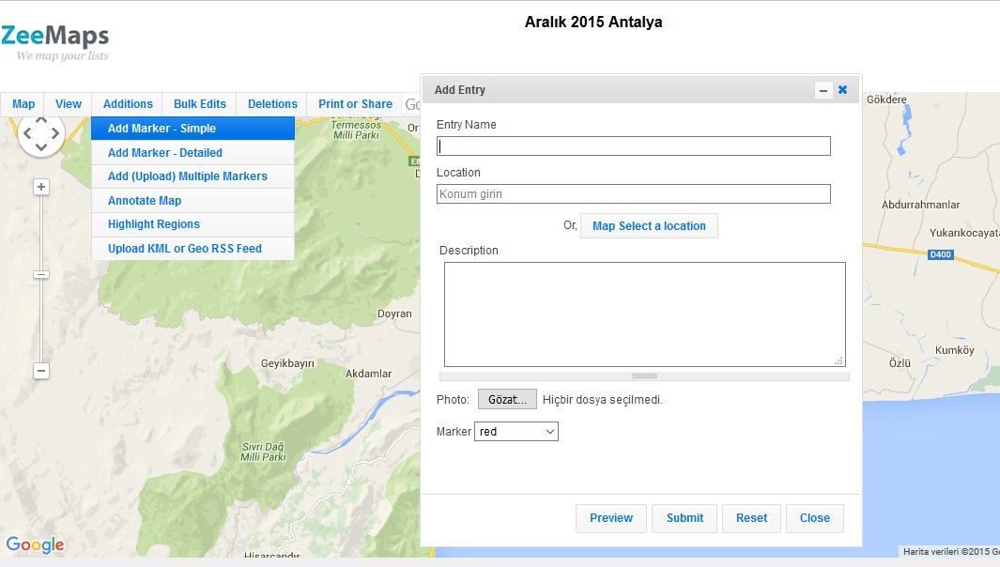 Aralık 2015 Antalya
ZeeMaps
We map your lists
Map View Additions Bulk Edits Deletions Print or Share
Add Marker - Simple
Add Marker - Detailed
Add (Upload) Multiple Markers
Annotate Map
Highlight Regions
Upload KML or Geo RSS Feed
Termessos
Milli Parkı
Doyran
Geyikbayırı
Akdamlar
Sivri Dağ
Milli Parkı
Hisarçandır
Google
Add Entry
Entry Name
Location
Konum girin
Or, Map Select a location
Description
Photo: Gözat... Hiçbir dosya seçilmedi.
Marker red
Preview Submit Reset Close
Gökdere
Abdurrahmanlar
Yukarıkocayat
D400
Kumköy
Özlü
Harita verileri ©2015 G